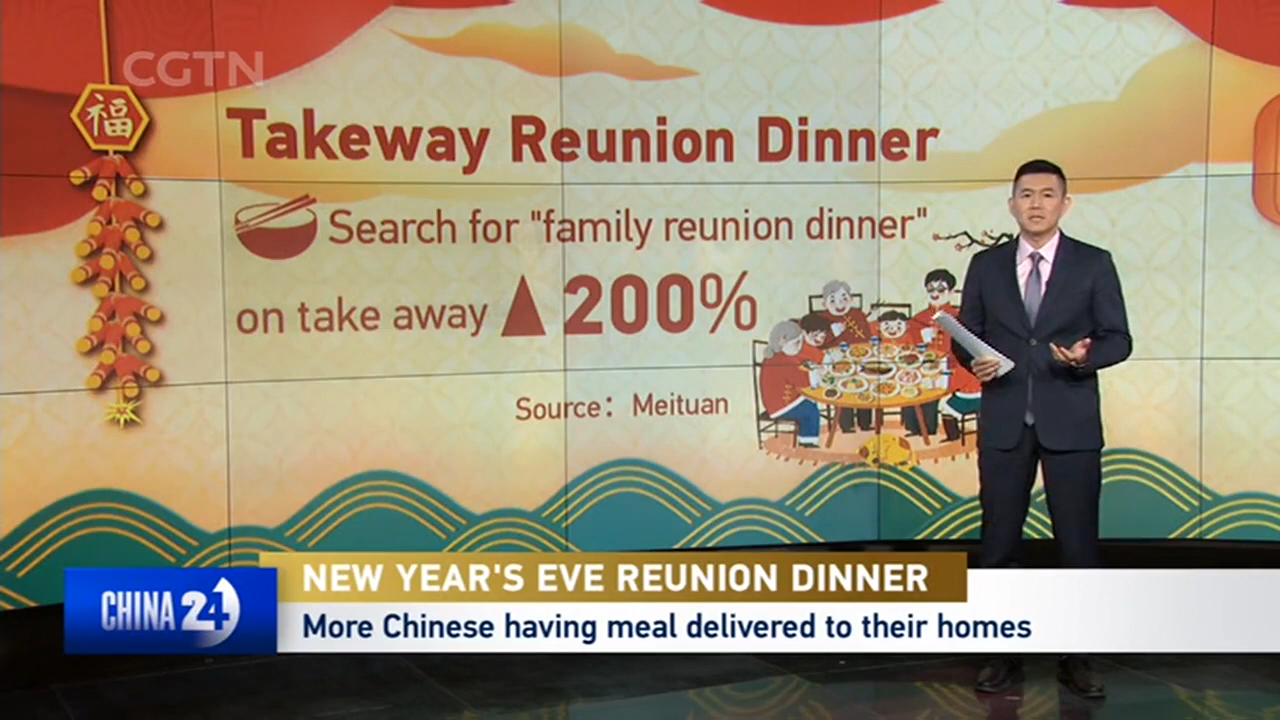 CGTN
福
Takeway Reunion Dinner
Search for "family reunion dinner"
on take away ▲200%
Source: Meituan
NEW YEAR'S EVE REUNION DINNER
CHINA 24
More Chinese having meal delivered to their homes